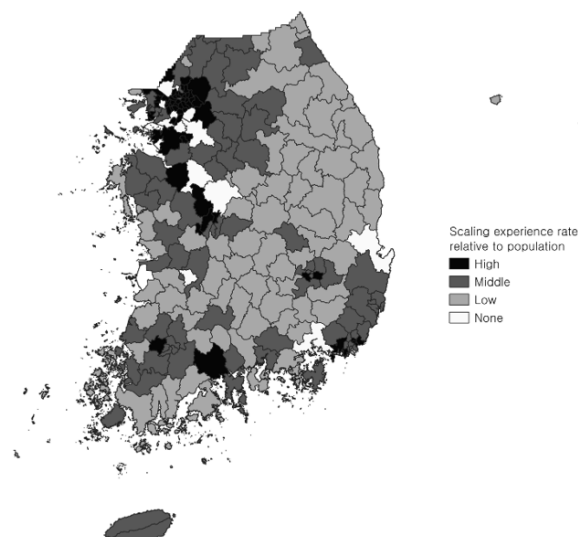 Scaling experience rate
relative to population
High
Middle
Low
None